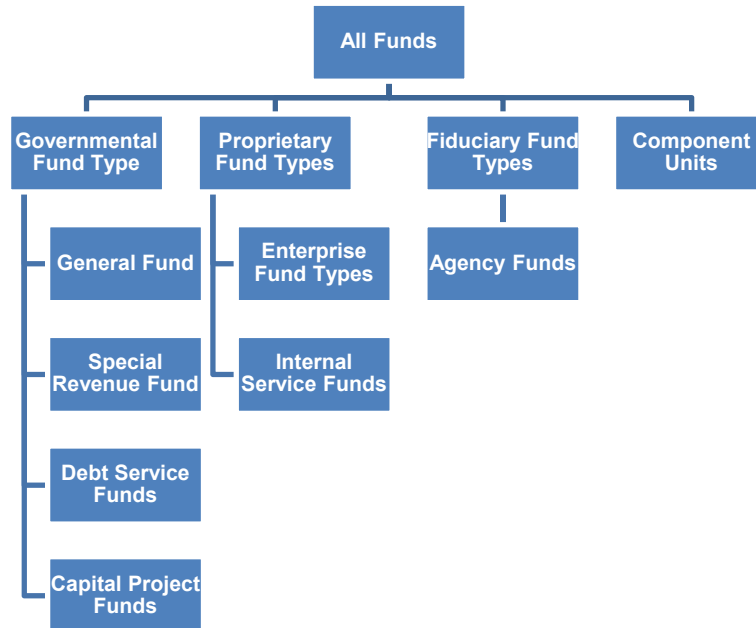 All Funds
Governmental
Fund Type
Proprietary
Fund Types
Fiduciary Fund
Types
Component
Units
General Fund
Enterprise
Fund Types
Agency Funds
Special
Revenue Fund
Internal
Service Funds
Debt Service
Funds
Capital Project
Funds